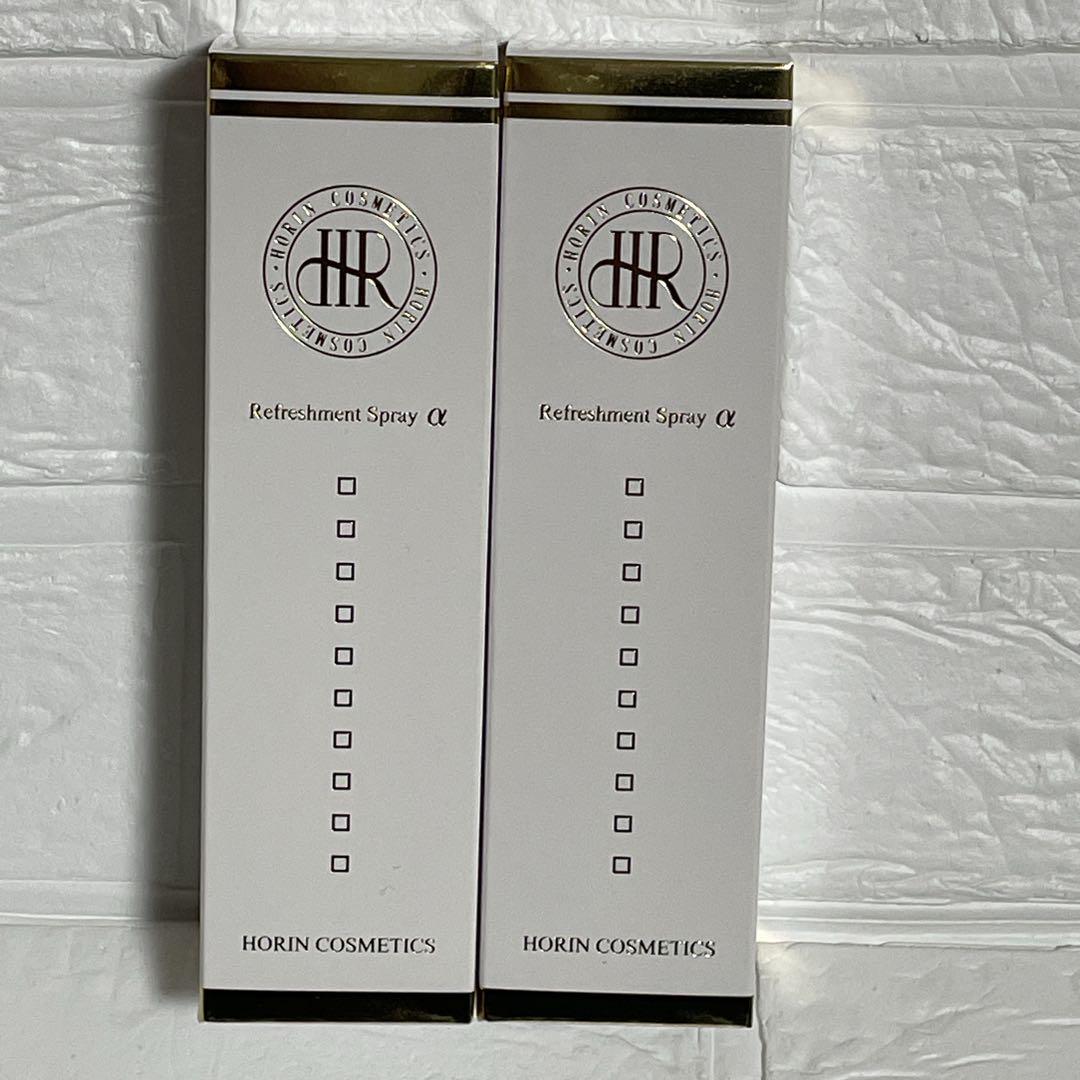 HORIN COSMETICS · HORIN COSMETICS ·
HR
Refreshment Spray α
HORIN COSMETICS
HORIN COSMETICS · HORIN COSMETICS ·
HR
Refreshment Spray α
HORIN COSMETICS